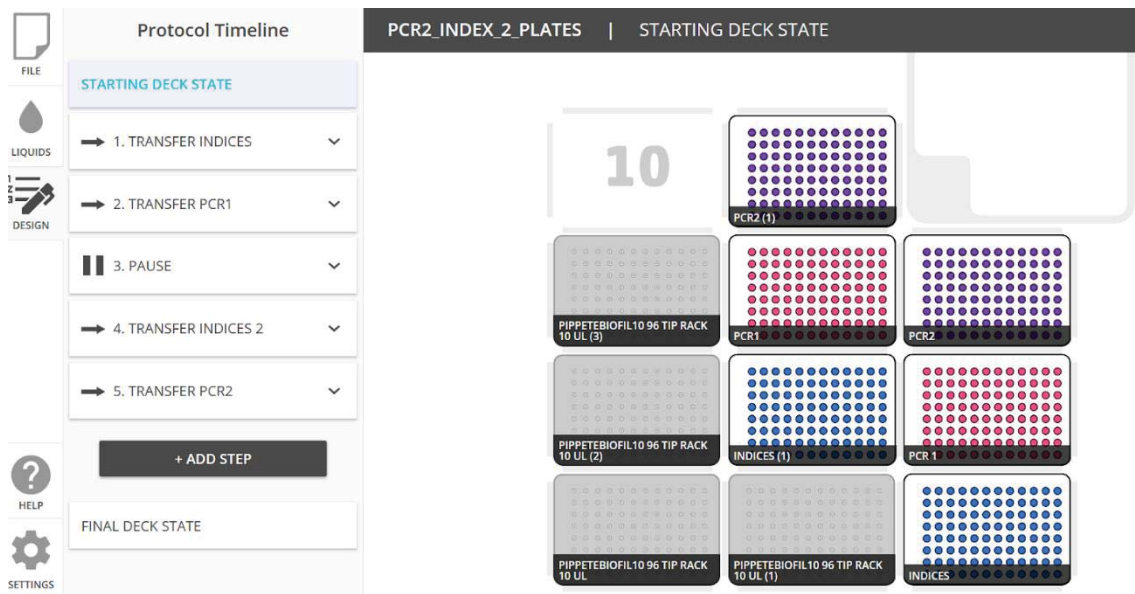 FILE
LIQUIDS
1
2
3
DESIGN
HELP
SETTINGS
Protocol Timeline
STARTING DECK STATE
1. TRANSFER INDICES
2. TRANSFER PCR1
3. PAUSE
4. TRANSFER INDICES 2
5. TRANSFER PCR2
+ ADD STEP
FINAL DECK STATE
PCR2_INDEX_2_PLATES | STARTING DECK STATE
10
PCR2 (1)
PIPPETEBIOFIL10 96 TIP RACK
10 UL (3)
PCR1
PCR2
PIPPETEBIOFIL10 96 TIP RACK
10 UL (2)
INDICES (1)
PCR 1
PIPPETEBIOFIL10 96 TIP RACK
10 UL
PIPPETEBIOFIL10 96 TIP RACK
10 UL (1)
INDICES